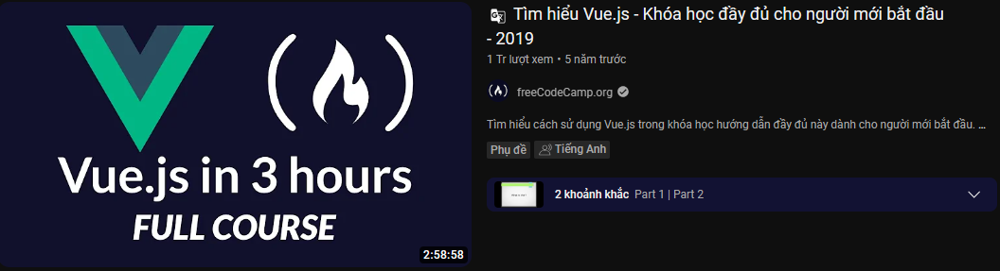 Vue.js in 3 hours
FULL COURSE
2:58:58
Tìm hiểu Vue.js - Khóa học đầy đủ cho người mới bắt đầu
- 2019
1 Tr lượt xem • 5 năm trước
freeCodeCamp.org
Tìm hiểu cách sử dụng Vue.js trong khóa học hướng dẫn đầy đủ này dành cho người mới bắt đầu. ...
Phụ đề Tiếng Anh
2 khoảnh khắc Part 1 | Part 2